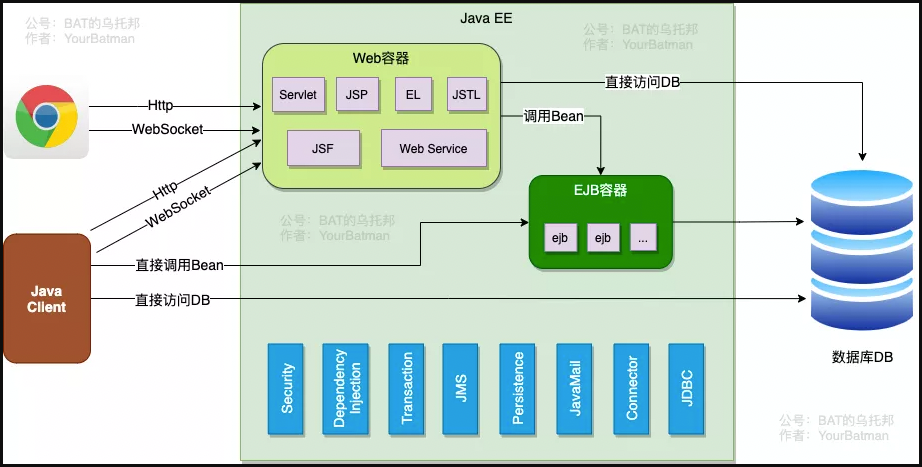 公号：BAT的乌托邦
作者：YourBatman
Java EE
公号：BAT的乌托邦
作者：YourBatman
Web容器
Servlet
JSP
EL
JSTL
JSF
Web Service
Http
WebSocket
Http
WebSocket
直接访问DB
调用Bean
EJB容器
ejb
ejb
...
公号：BAT的乌托邦
作者：YourBatman
Java
Client
直接调用Bean
直接访问DB
数据库DB
Security
Dependency
Injection
Transaction
JMS
Persistence
JavaMail
Connector
JDBC
公号：BAT的乌托邦
作者：YourBatman